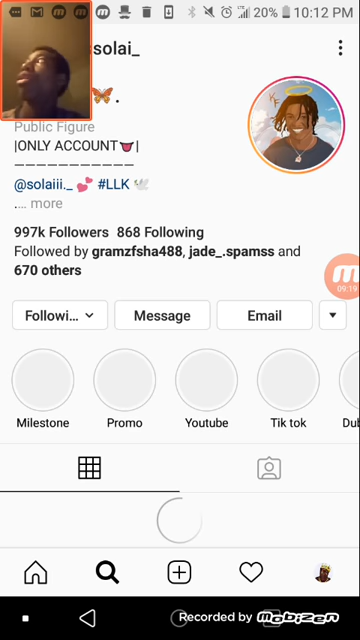 20% 10:12 PM
solai_
.
Public Figure
|ONLY ACCOUNT👅|
———————————
@solaiii._ 💕 #LLK 🕊
.… more
997k Followers 868 Following
Followed by gramzfsha488, jade_.spamss and
670 others
09:19
Followi...
Message
Email
Milestone
Promo
Youtube
Tik tok
Dub
Recorded by mobizen